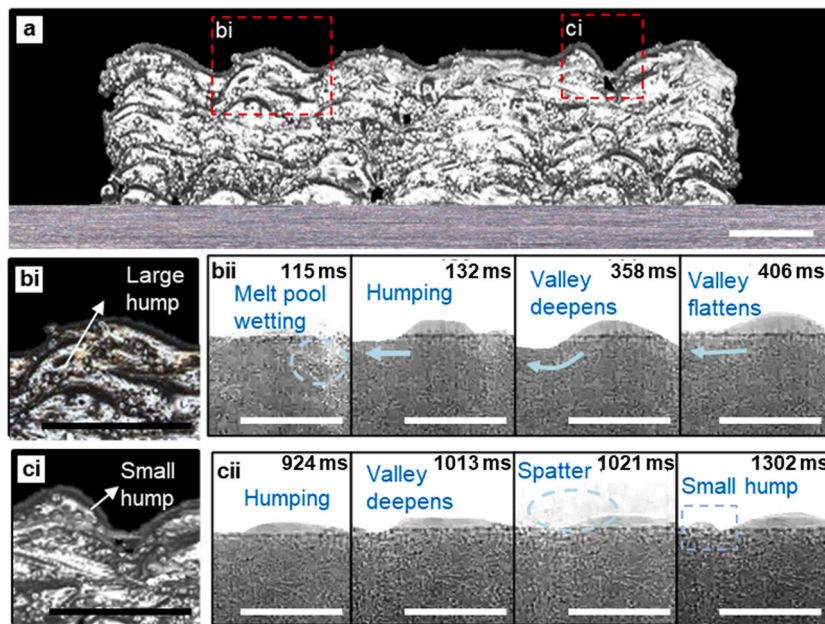 a
bi
ci
bi
Large
hump
bii
115 ms
Melt pool
wetting
132 ms
Humping
358 ms
Valley
deepens
406 ms
Valley
flattens
ci
Small
hump
cii
924 ms
Humping
1013 ms
Valley
deepens
1021 ms
Spatter
1302 ms
Small hump